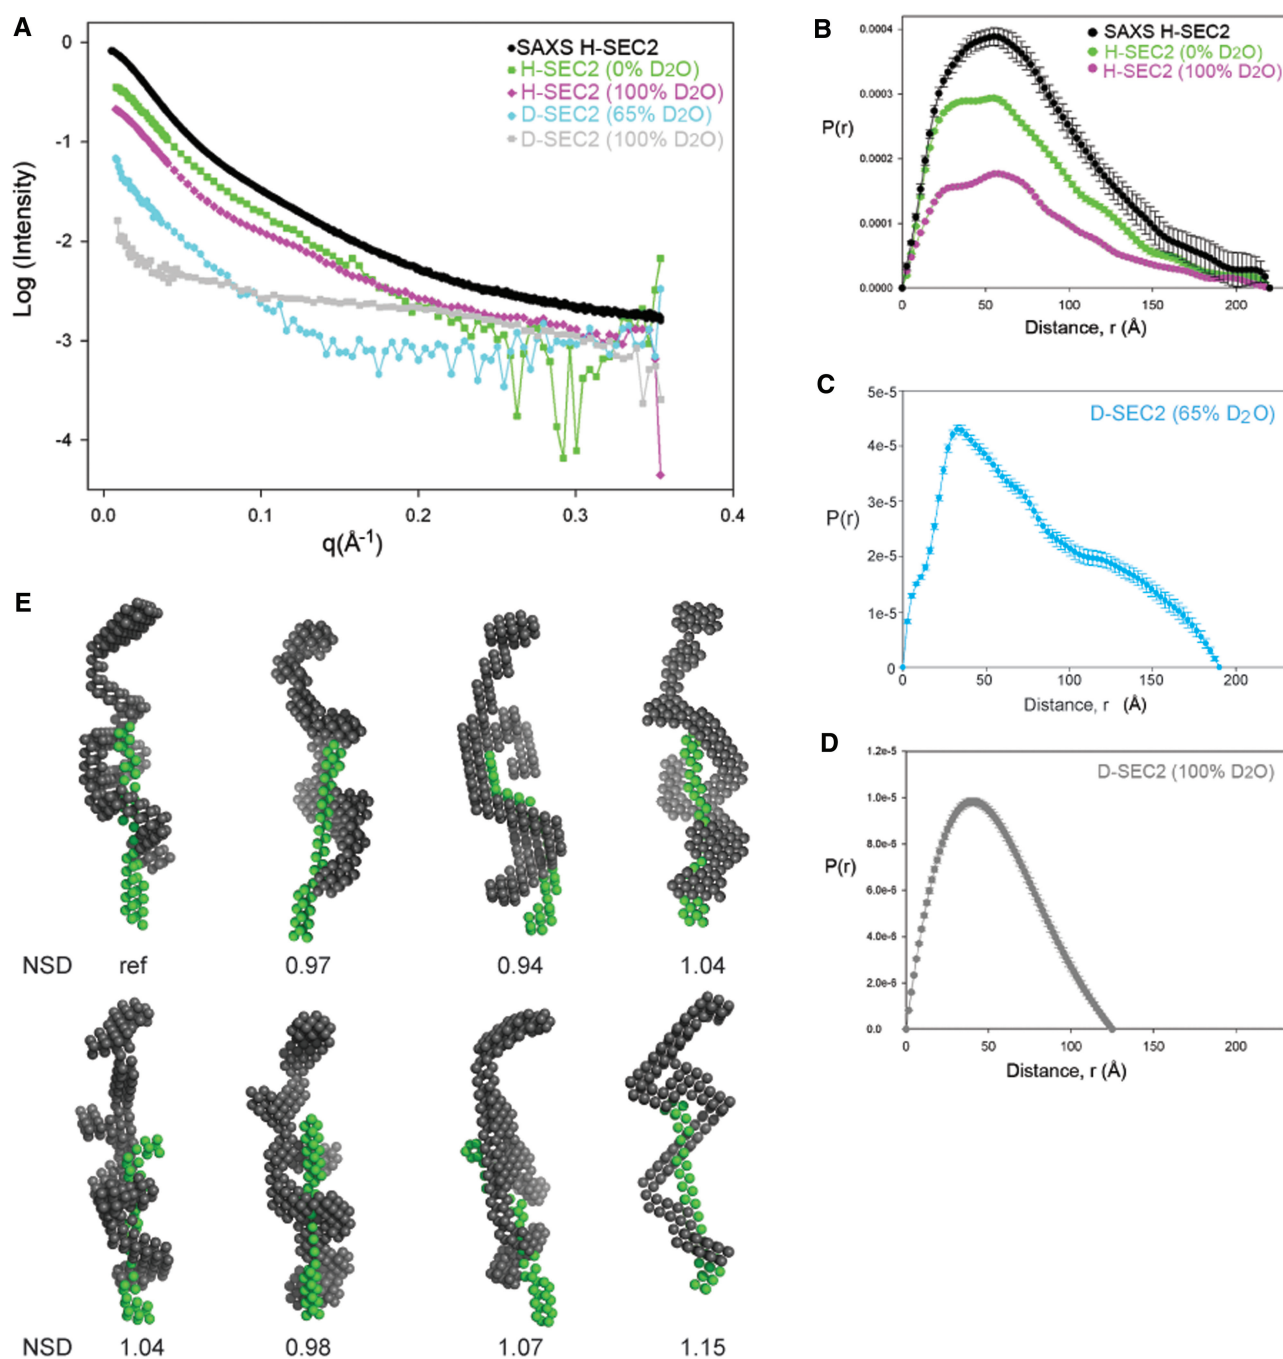 A
SAXS H-SEC2
H-SEC2 (0% D2O)
H-SEC2 (100% D2O)
D-SEC2 (65% D2O)
D-SEC2 (100% D2O)
Log (Intensity)
0
-1
-2
-3
-4
0.0 0.1 0.2 0.3 0.4
q(Å-1)
B
SAXS H-SEC2
H-SEC2 (0% D2O)
H-SEC2 (100% D2O)
P(r)
0.0004
0.0003
0.0002
0.0001
0.0000
0 50 100 150 200
Distance, r (Å)
C
D-SEC2 (65% D2O)
P(r)
5e-5
4e-5
3e-5
2e-5
1e-5
0
0 50 100 150 200
Distance, r (Å)
D
D-SEC2 (100% D2O)
P(r)
1.2e-5
1.0e-5
8.0e-6
6.0e-6
4.0e-6
2.0e-6
0.0
0 50 100 150 200
Distance, r (Å)
E
NSD ref 0.97 0.94 1.04
NSD 1.04 0.98 1.07 1.15